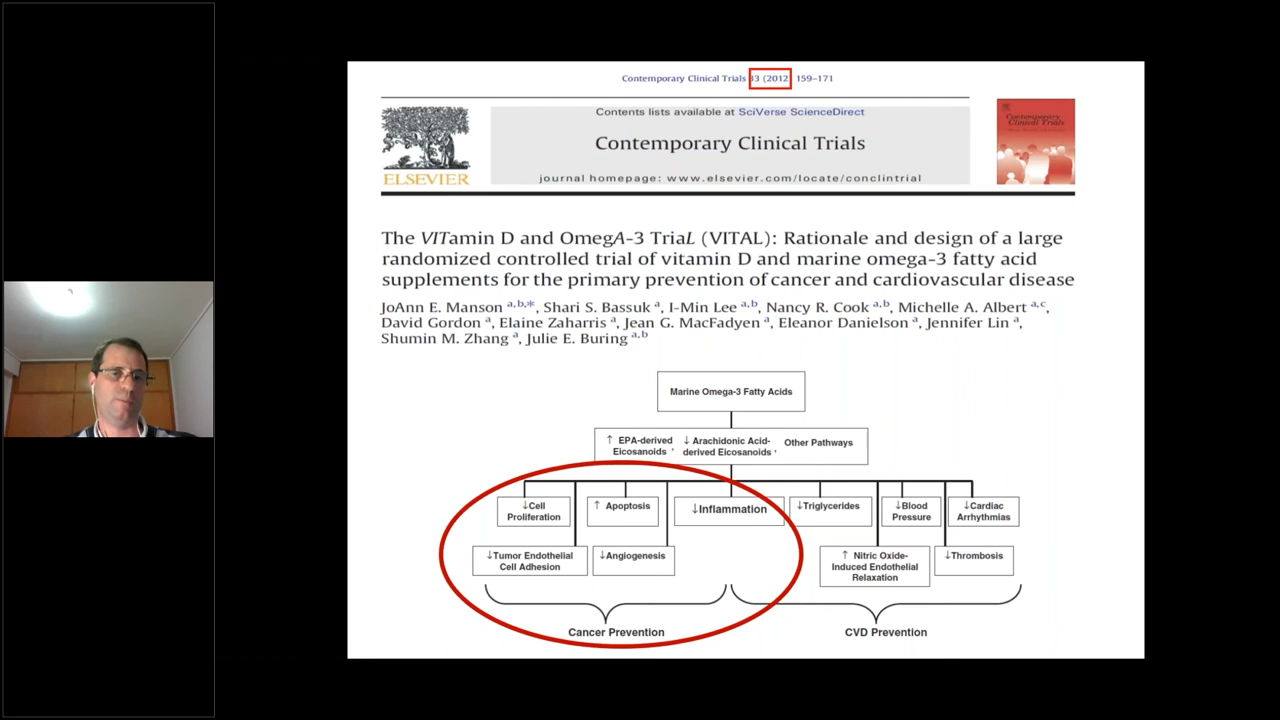 Contemporary Clinical Trials 33 (2012) 159–171
Contents lists available at SciVerse ScienceDirect
Contemporary Clinical Trials
journal homepage: www.elsevier.com/locate/conclintrial
ELSEVIER
Contemporary
Clinical Trials
The VITamin D and OmegA-3 TriaL (VITAL): Rationale and design of a large
randomized controlled trial of vitamin D and marine omega-3 fatty acid
supplements for the primary prevention of cancer and cardiovascular disease
JoAnn E. Manson a,b,*, Shari S. Bassuk a, I-Min Lee a,b, Nancy R. Cook a,b, Michelle A. Albert a,c,
David Gordon a, Elaine Zaharris a, Jean G. MacFadyen a, Eleanor Danielson a, Jennifer Lin a,
Shumin M. Zhang a, Julie E. Buring a,b
Marine Omega-3 Fatty Acids
↑ EPA-derived
Eicosanoids ,
↓ Arachidonic Acid-
derived Eicosanoids ,
Other Pathways
↓Cell
Proliferation
↑ Apoptosis
↓Inflammation
↓Triglycerides
↓Blood
Pressure
↓Cardiac
Arrhythmias
↓Tumor Endothelial
Cell Adhesion
↓Angiogenesis
↑ Nitric Oxide-
Induced Endothelial
Relaxation
↓Thrombosis
Cancer Prevention
CVD Prevention